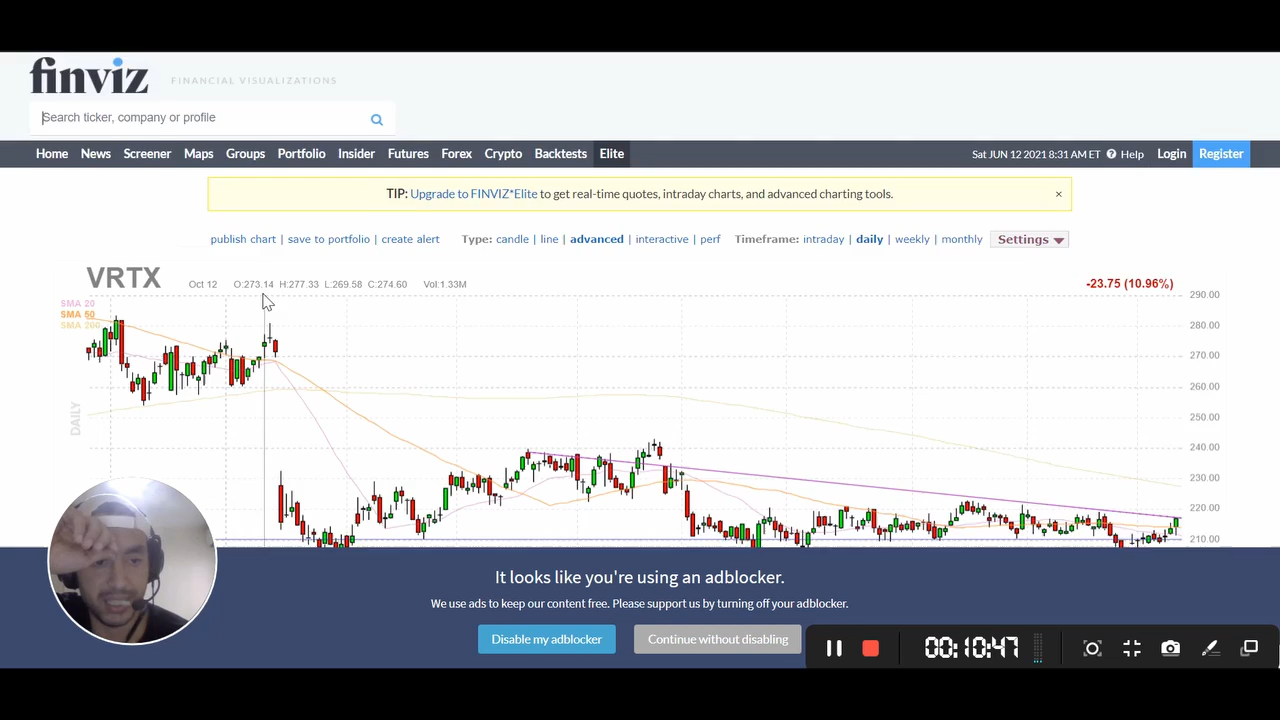 finviz FINANCIAL VISUALIZATIONS
Search ticker, company or profile
Home News Screener Maps Groups Portfolio Insider Futures Forex Crypto Backtests Elite Sat JUN 12 2021 8:31 AM ET Help Login Register
TIP: Upgrade to FINVIZ*Elite to get real-time quotes, intraday charts, and advanced charting tools. ×
publish chart | save to portfolio | create alert Type: candle | line | advanced | interactive | perf Timeframe: intraday | daily | weekly | monthly Settings
VRTX Oct 12 O:273.14 H:277.33 L:269.58 C:274.60 Vol:1.33M -23.75 (10.96%)
290.00
SMA 20
SMA 50
SMA 200
280.00
270.00
260.00
DAILY
250.00
240.00
230.00
220.00
210.00
It looks like you're using an adblocker.
We use ads to keep our content free. Please support us by turning off your adblocker.
Disable my adblocker Continue without disabling
00:10:47